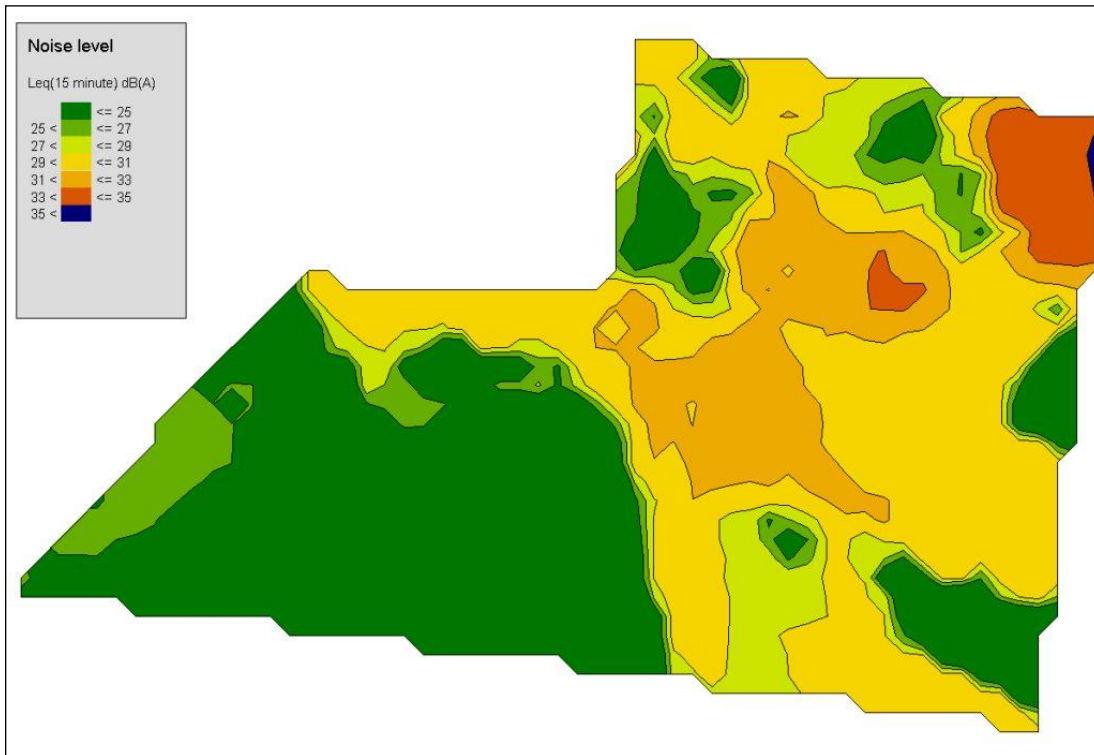 Noise level
Leq(15 minute) dB(A)
<= 25
25 < <= 27
27 < <= 29
29 < <= 31
31 < <= 33
33 < <= 35
35 <